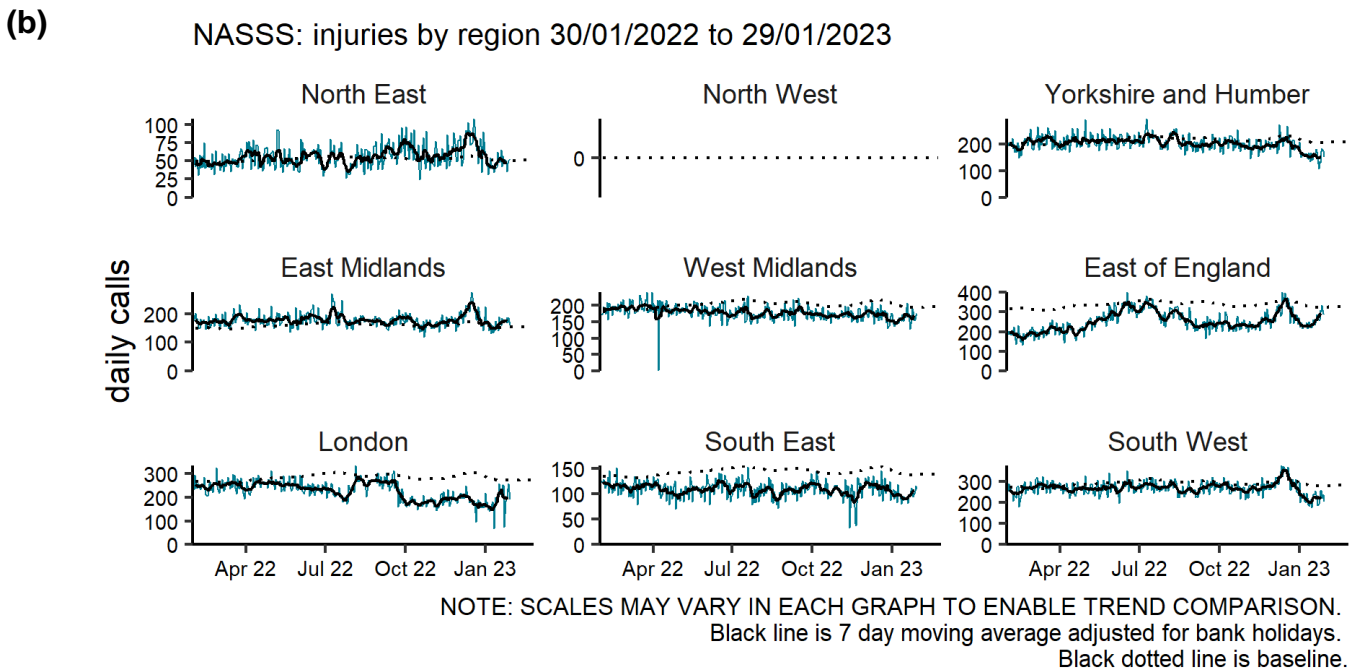 (b)
NASSS: injuries by region 30/01/2022 to 29/01/2023
daily calls
North East
100
75
50
25
0
North West
0
Yorkshire and Humber
200
100
0
East Midlands
200
100
0
West Midlands
200
150
100
50
0
East of England
400
300
200
100
0
London
300
200
100
0
Apr 22 Jul 22 Oct 22 Jan 23
South East
150
100
50
0
Apr 22 Jul 22 Oct 22 Jan 23
South West
300
200
100
0
Apr 22 Jul 22 Oct 22 Jan 23
NOTE: SCALES MAY VARY IN EACH GRAPH TO ENABLE TREND COMPARISON.
Black line is 7 day moving average adjusted for bank holidays.
Black dotted line is baseline.